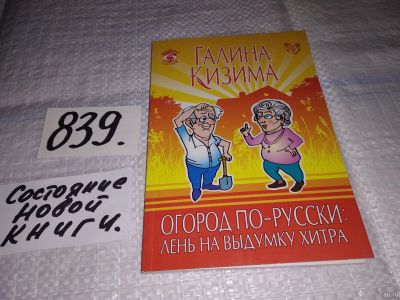 ГАЛИНА
КИЗИМА
839.
Состояние
новой
книги.
ОГОРОД ПО-РУССКИ:
ЛЕНЬ НА ВЫДУМКУ ХИТРА